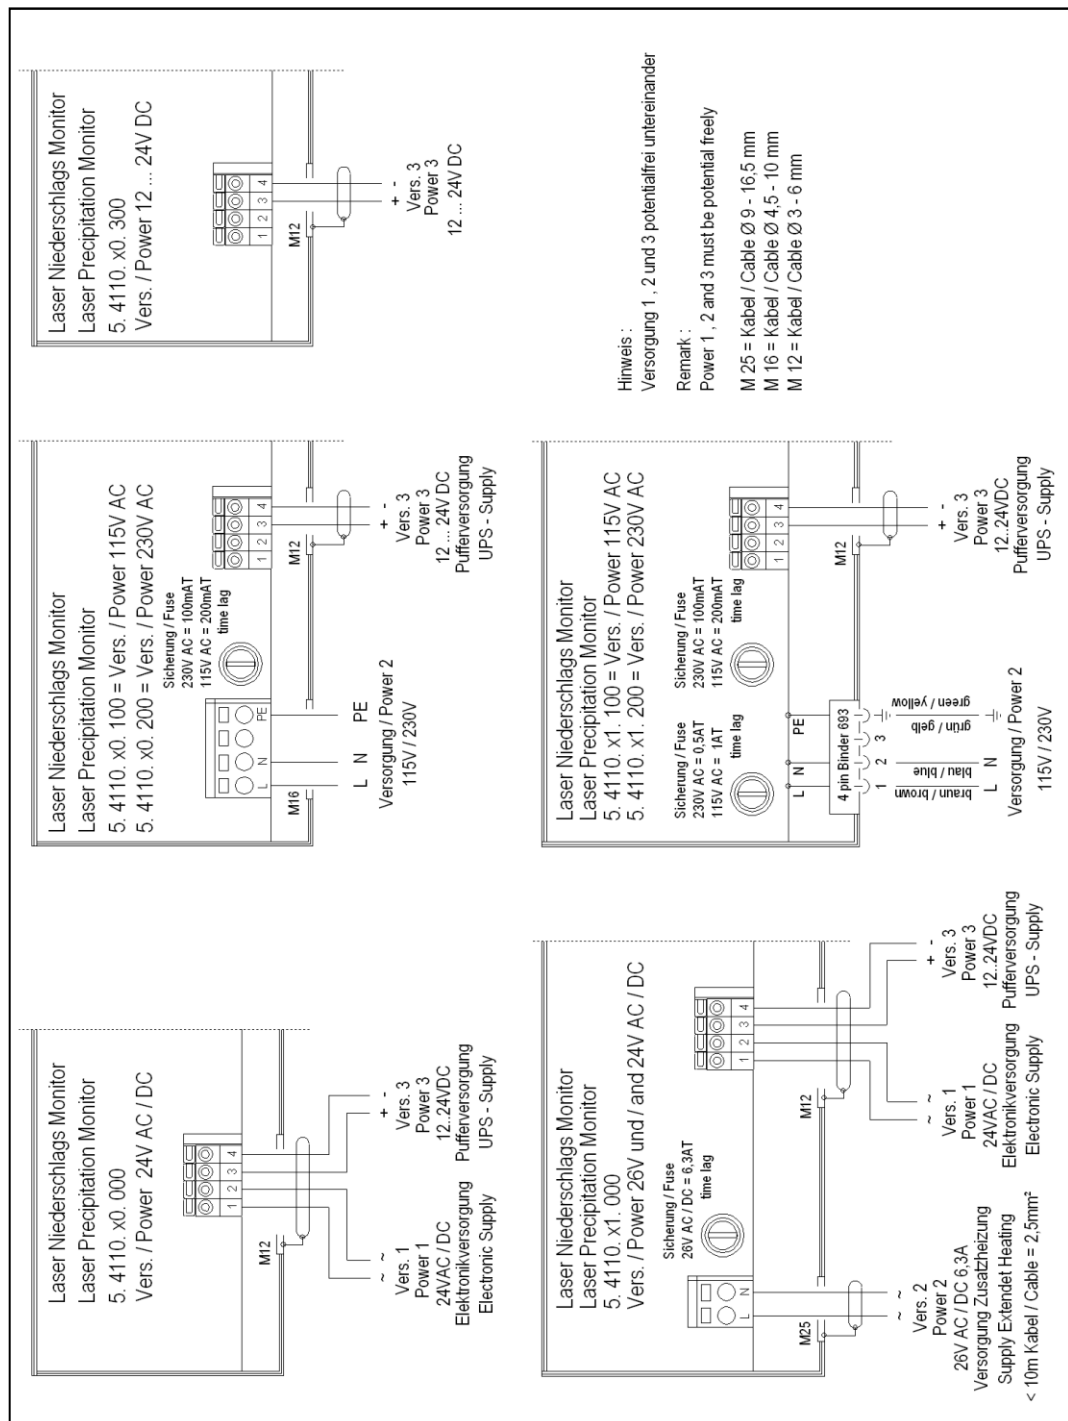 Laser Niederschlags Monitor
Laser Precipitation Monitor
5. 4110. x0. 000
Vers. / Power 24V AC / DC
1 2 3 4
M12
~ ~
Vers. 1
Power 1
24VAC / DC
Elektronikversorgung
Electronic Supply
+ -
Vers. 3
Power 3
12..24VDC
Puffenversorgung
UPS - Supply
Laser Niederschlags Monitor
Laser Precipitation Monitor
5. 4110. x0. 100 = Vers. / Power 115V AC
5. 4110. x0. 200 = Vers. / Power 230V AC
Sicherung / Fuse
230V AC = 100mAT
115V AC = 200mAT
time lag
L N PE
1 2 3 4
M16
M12
L N PE
Versorgung / Power 2
115V / 230V
+ -
Vers. 3
Power 3
12 ... 24V DC
Puffenversorgung
UPS - Supply
Laser Niederschlags Monitor
Laser Precipitation Monitor
5. 4110. x0. 300
Vers. / Power 12 ... 24V DC
1 2 3 4
M12
+ -
Vers. 3
Power 3
12 ... 24V DC
Laser Niederschlags Monitor
Laser Precipitation Monitor
5. 4110. x1. 000
Vers. / Power 26V und / and 24V AC / DC
Sicherung / Fuse
26V AC / DC = 6,3AT
time lag
L N
1 2 3 4
M25
M12
~ ~
Vers. 2
Power 2
26V AC / DC 6,3A
Versorgung Zusatzheizung
Supply Extendet Heating
< 10m Kabel / Cable = 2,5mm²
~ ~
Vers. 1
Power 1
24VAC / DC
Elektronikversorgung
Electronic Supply
+ -
Vers. 3
Power 3
12..24VDC
Puffenversorgung
UPS - Supply
Laser Niederschlags Monitor
Laser Precipitation Monitor
5. 4110. x1. 100 = Vers. / Power 115V AC
5. 4110. x1. 200 = Vers. / Power 230V AC
Sicherung / Fuse
230V AC = 0,5AT
115V AC = 1AT
time lag
Sicherung / Fuse
230V AC = 100mAT
115V AC = 200mAT
time lag
L N PE
1 2 3 4
4 pin Binder 693
M12
1 2 3
braun / brown
blau / blue
grün / gelb
green / yellow
L N
Versorgung / Power 2
115V / 230V
+ -
Vers. 3
Power 3
12..24VDC
Puffenversorgung
UPS - Supply
Hinweis :
Versorgung 1 , 2 und 3 potentialfrei untereinander
Remark :
Power 1 , 2 and 3 must be potential freely
M 25 = Kabel / Cable Ø 9 - 16,5 mm
M 16 = Kabel / Cable Ø 4,5 - 10 mm
M 12 = Kabel / Cable Ø 3 - 6 mm